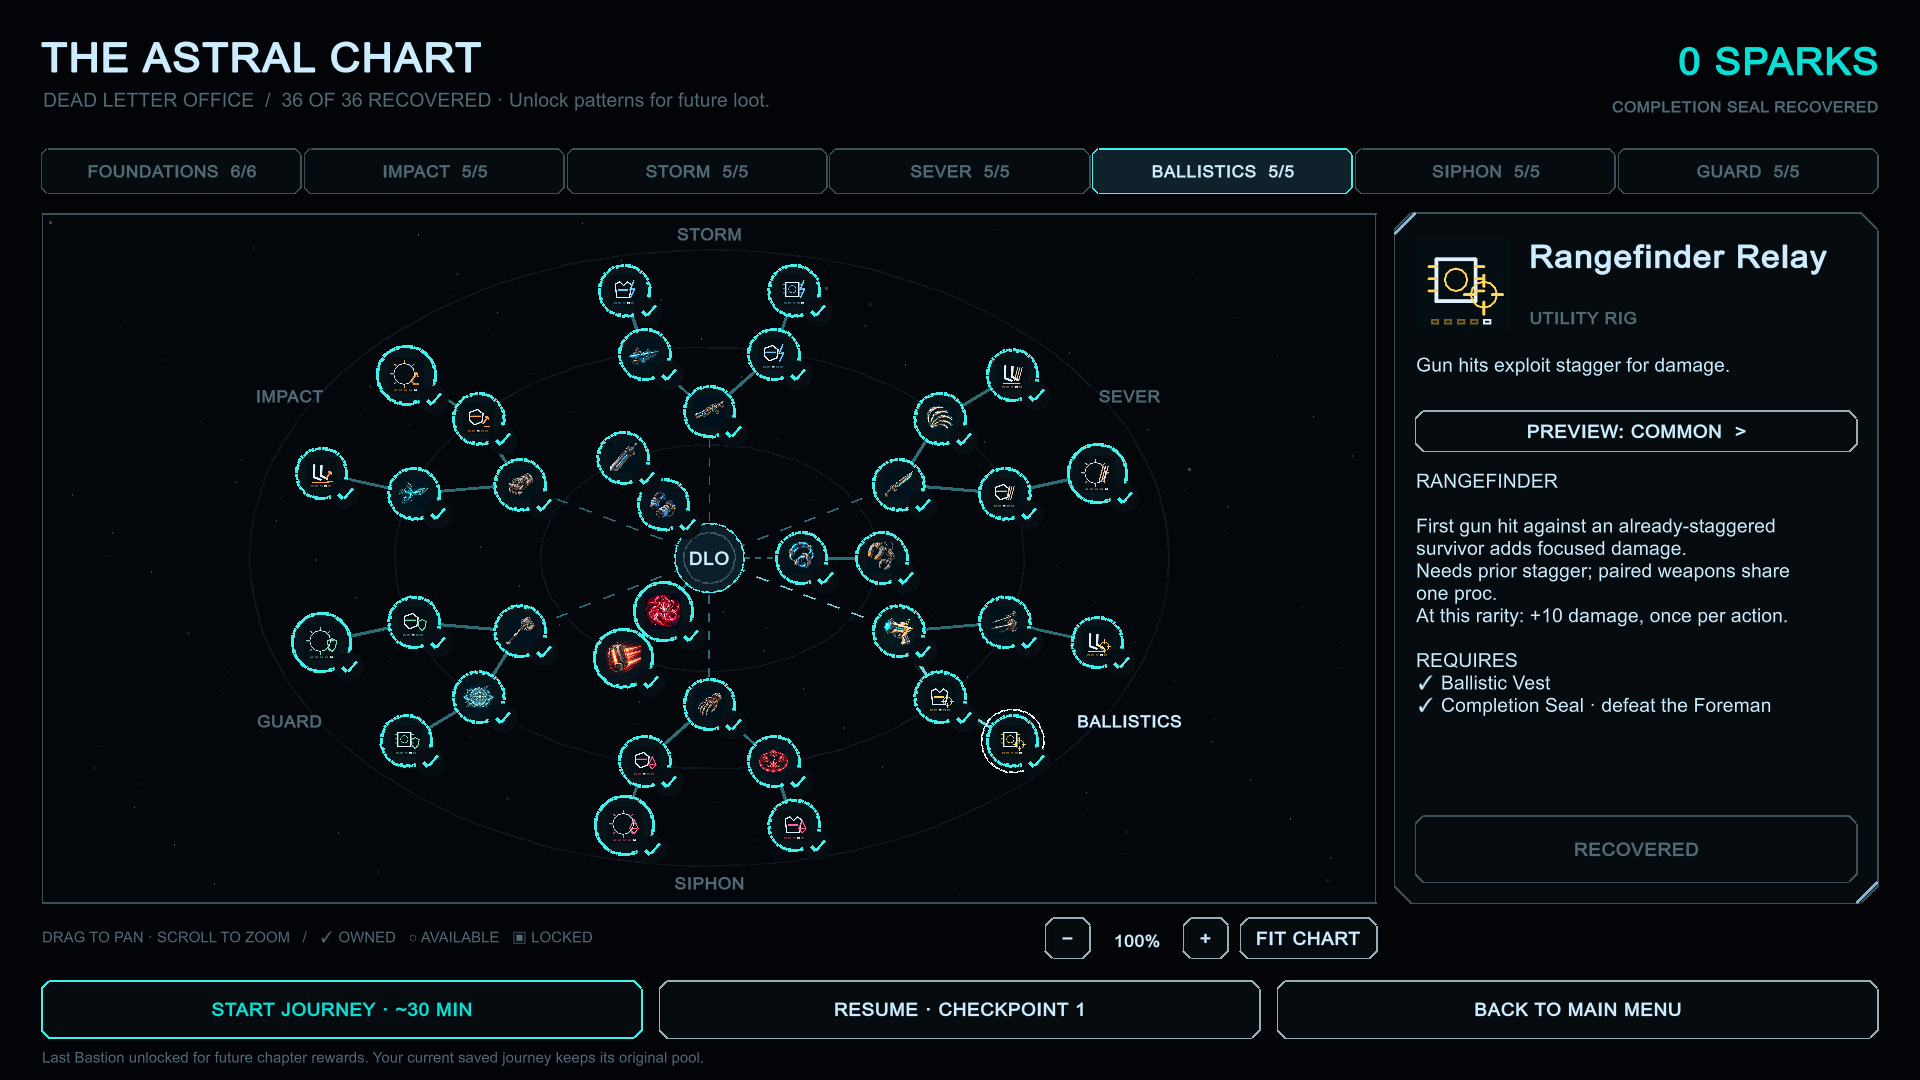 THE ASTRAL CHART
0 SPARKS
DEAD LETTER OFFICE / 36 OF 36 RECOVERED · Unlock patterns for future loot.
COMPLETION SEAL RECOVERED
FOUNDATIONS 6/6
IMPACT 5/5
STORM 5/5
SEVER 5/5
BALLISTICS 5/5
SIPHON 5/5
GUARD 5/5
STORM
IMPACT
SEVER
DLO
GUARD
BALLISTICS
SIPHON
Rangefinder Relay
UTILITY RIG
Gun hits exploit stagger for damage.
PREVIEW: COMMON >
RANGEFINDER
First gun hit against an already-staggered
survivor adds focused damage.
Needs prior stagger; paired weapons share
one proc.
At this rarity: +10 damage, once per action.
REQUIRES
✓ Ballistic Vest
✓ Completion Seal · defeat the Foreman
RECOVERED
DRAG TO PAN · SCROLL TO ZOOM / ✓ OWNED ○ AVAILABLE ▣ LOCKED
− 100% + FIT CHART
START JOURNEY · ~30 MIN
RESUME · CHECKPOINT 1
BACK TO MAIN MENU
Last Bastion unlocked for future chapter rewards. Your current saved journey keeps its original pool.